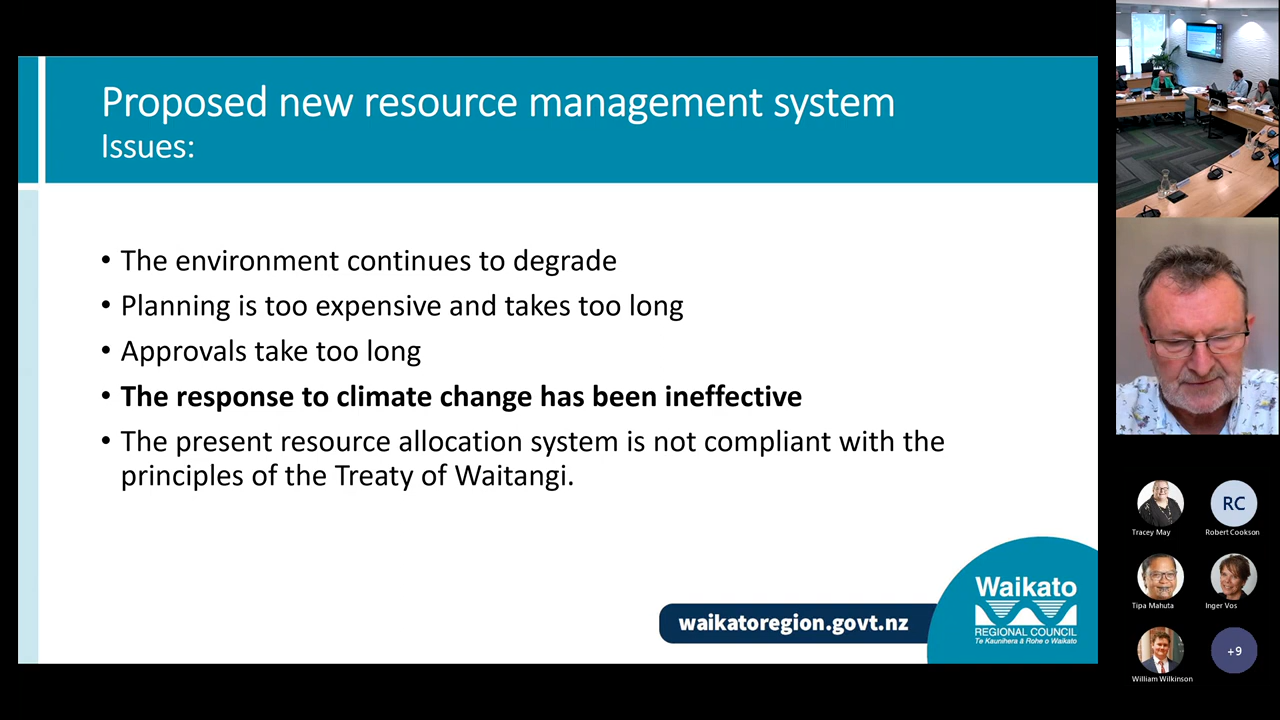 Proposed new resource management system
Issues:
• The environment continues to degrade
• Planning is too expensive and takes too long
• Approvals take too long
• The response to climate change has been ineffective
• The present resource allocation system is not compliant with the
principles of the Treaty of Waitangi.
waikatoregion.govt.nz
Waikato
REGIONAL COUNCIL
Te Kaunihera ā Rohe o Waikato
RC
Tracey May
Robert Cookson
Tipa Mahuta
Inger Vos
William Wilkinson
+9